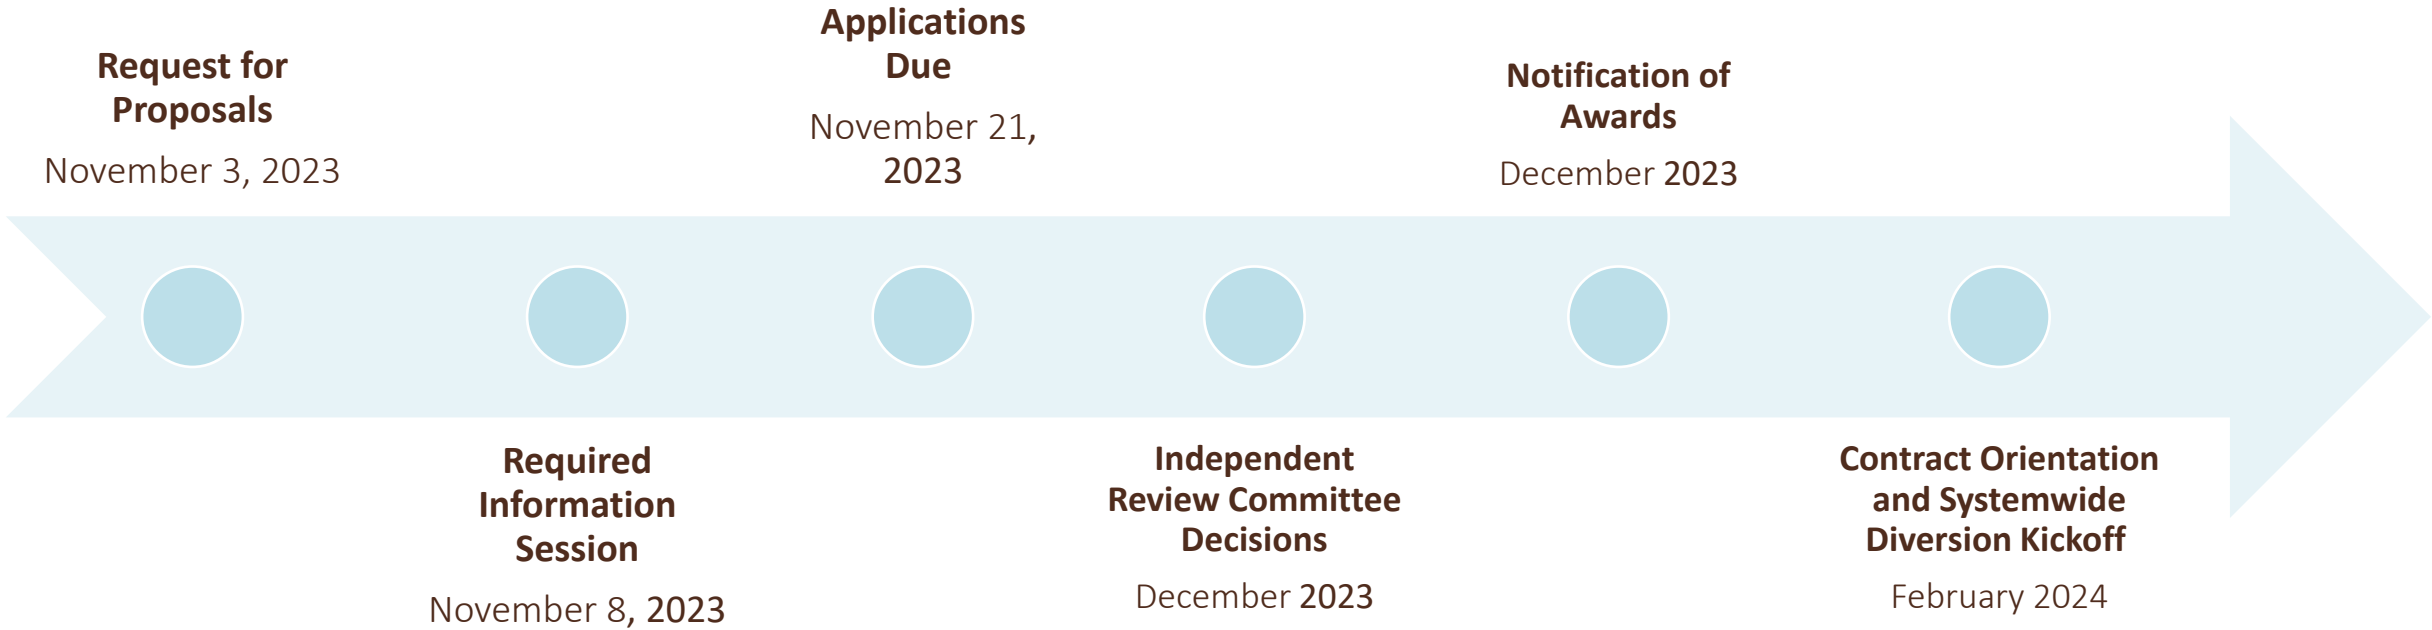 Request for
Proposals
November 3, 2023
Required
Information
Session
November 8, 2023
Applications
Due
November 21,
2023
Independent
Review Committee
Decisions
December 2023
Notification of
Awards
December 2023
Contract Orientation
and Systemwide
Diversion Kickoff
February 2024